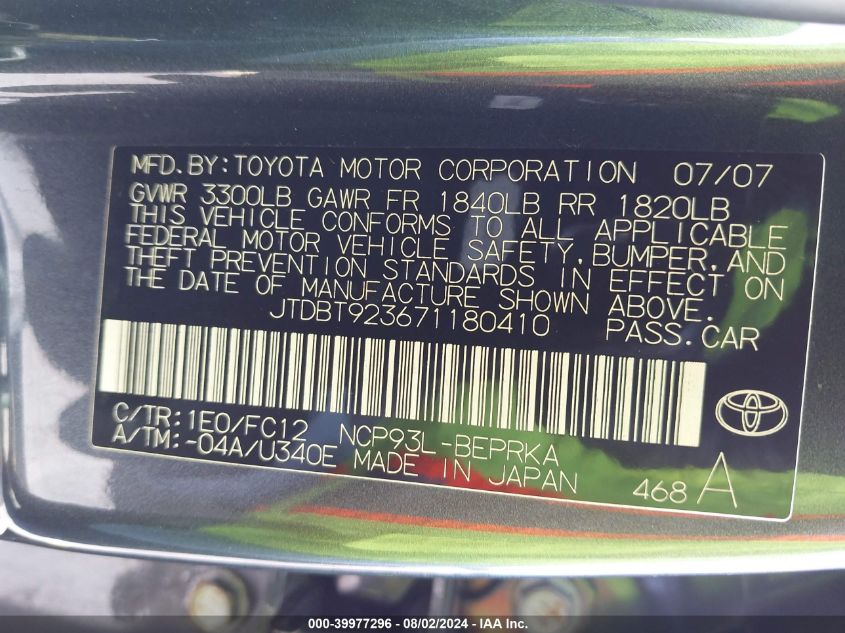 MFD.BY:TOYOTA MOTOR CORPORATION 07/07
GVWR 3300LB GAWR FR 1840LB RR 1820LB
THIS VEHICLE CONFORMS TO ALL APPLICABLE
FEDERAL MOTOR VEHICLE SAFETY,BUMPER,AND
THEFT PREVENTION STANDARDS IN EFFECT ON
THE DATE OF MANUFACTURE SHOWN ABOVE.
JTDBT923671180410 PASS.CAR
C/TR:1E0/FC12 NCP93L-BEPRKA
A/TM:-04A/U340E MADE IN JAPAN
468 A
000-39977296 - 08/02/2024 - IAA Inc.